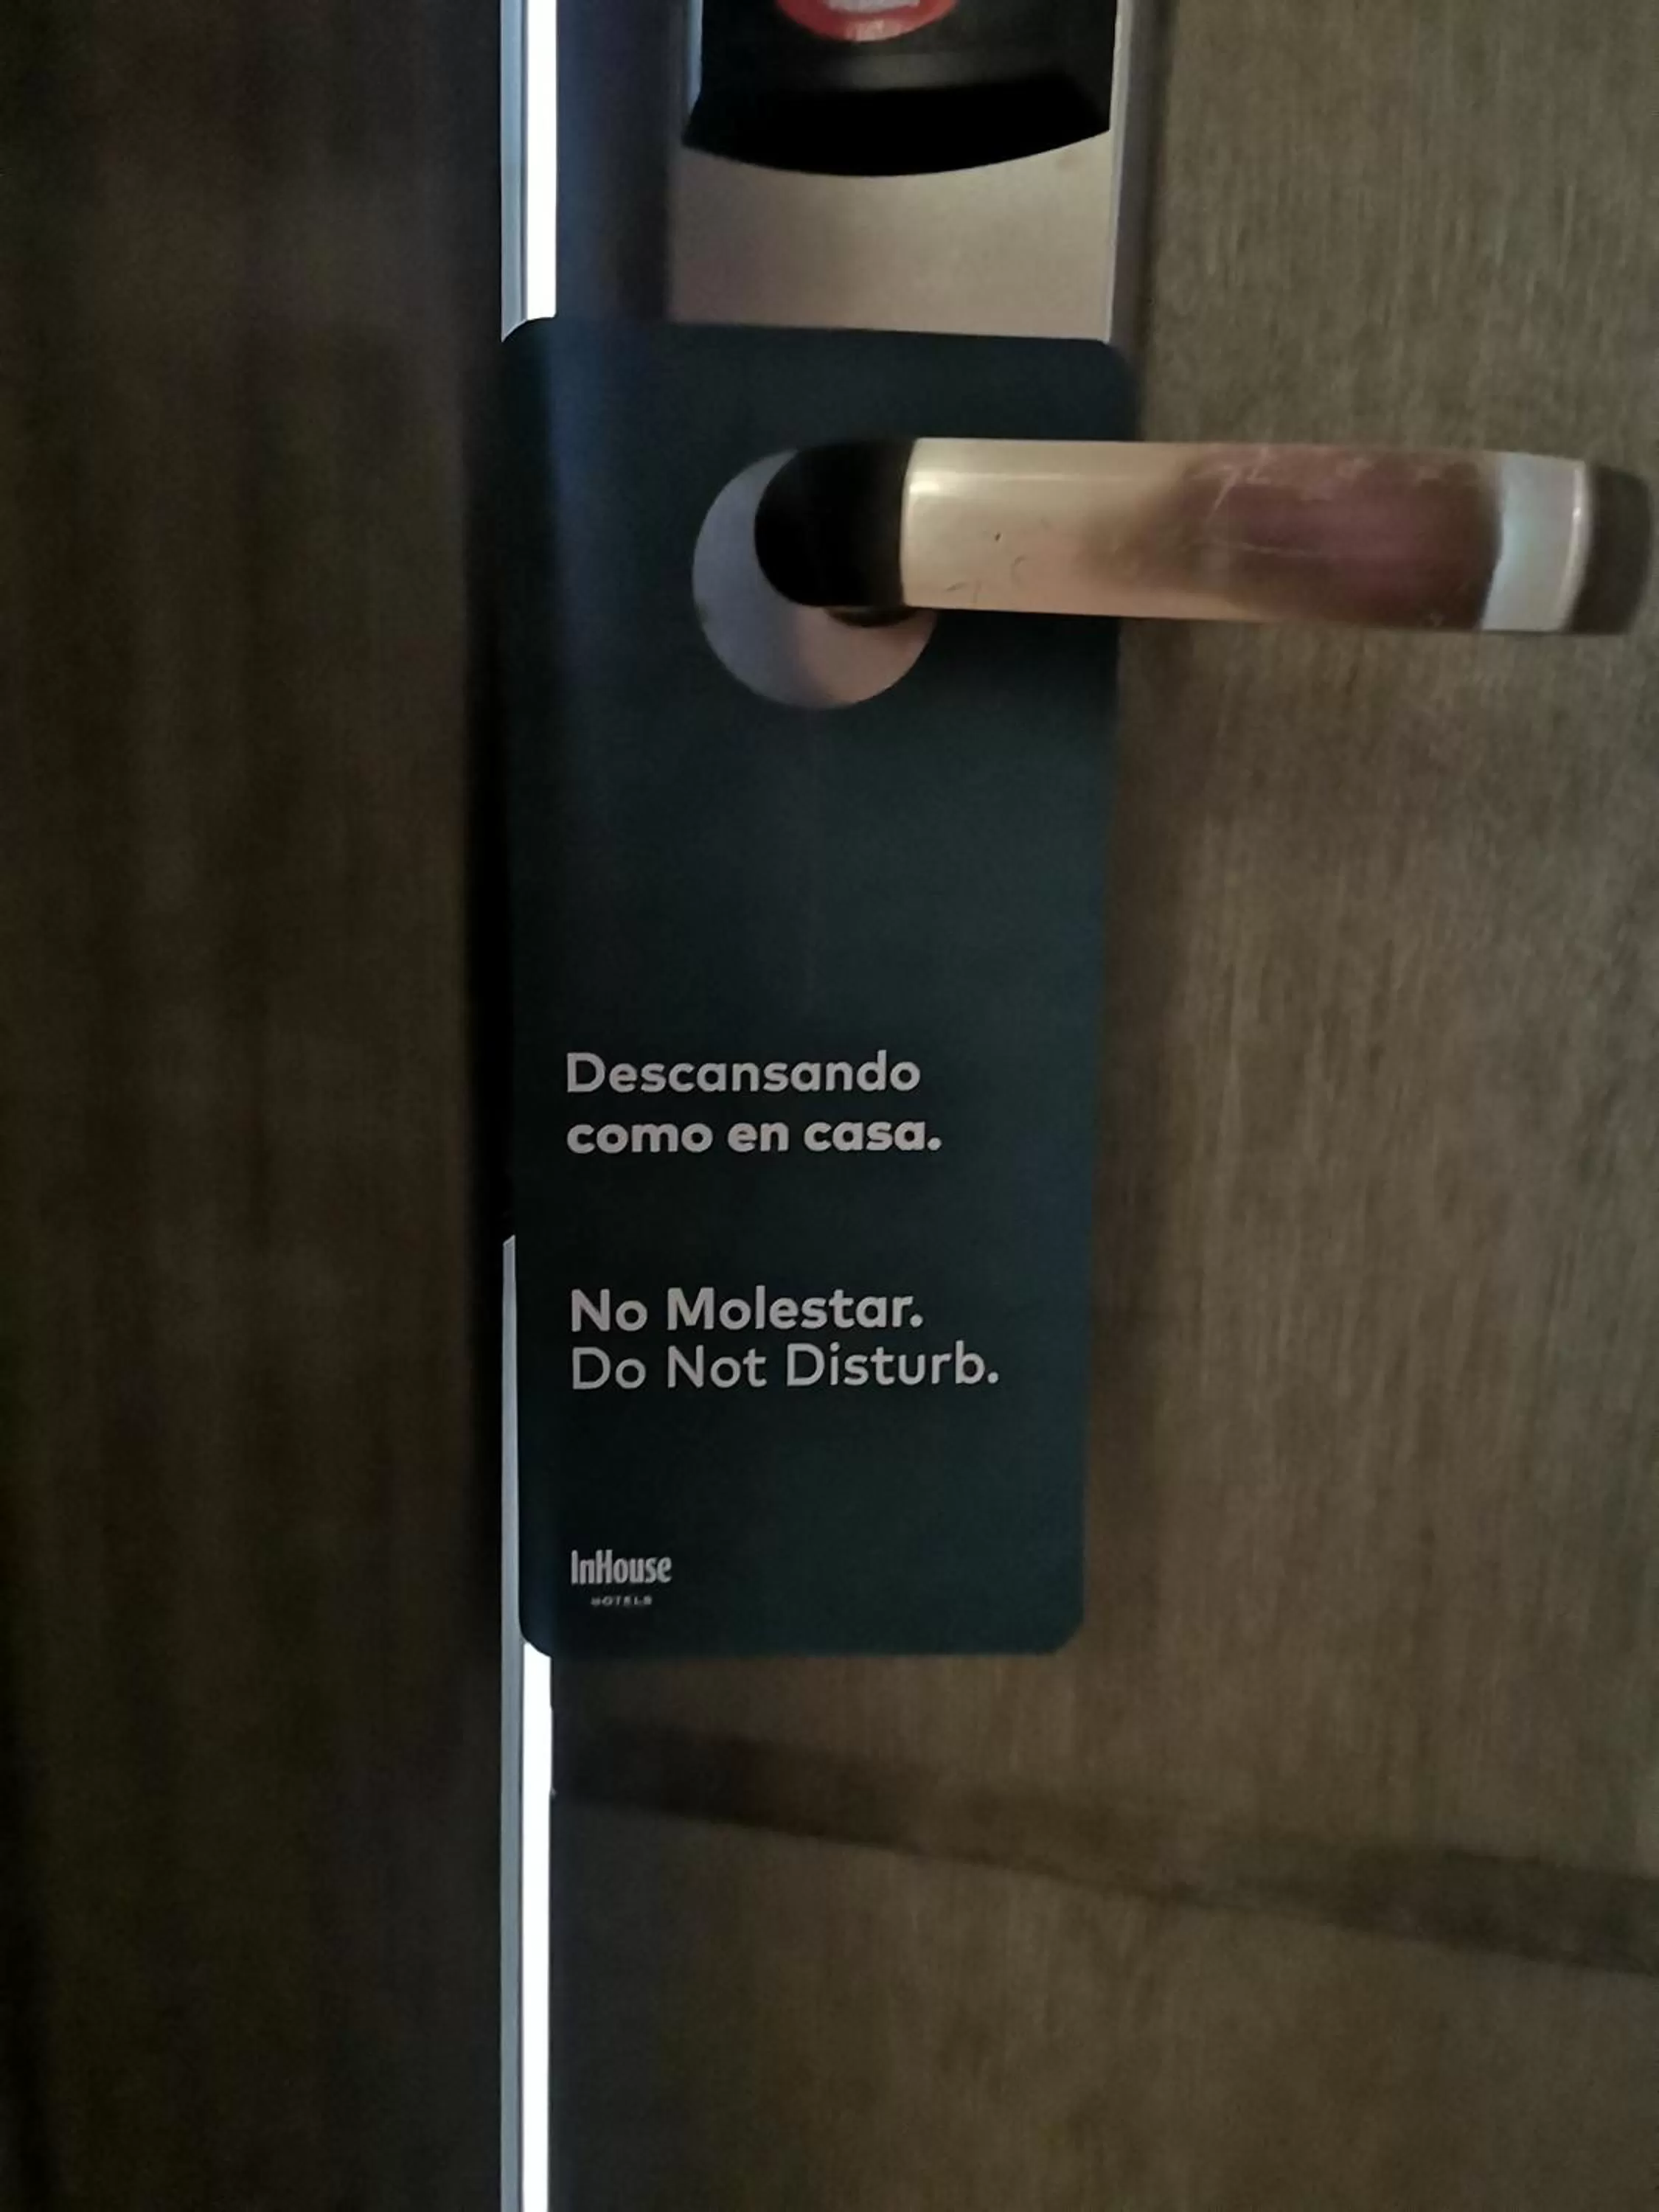 Descansando
como en casa.
No Molestar.
Do Not Disturb.
InHouse
HOTELS